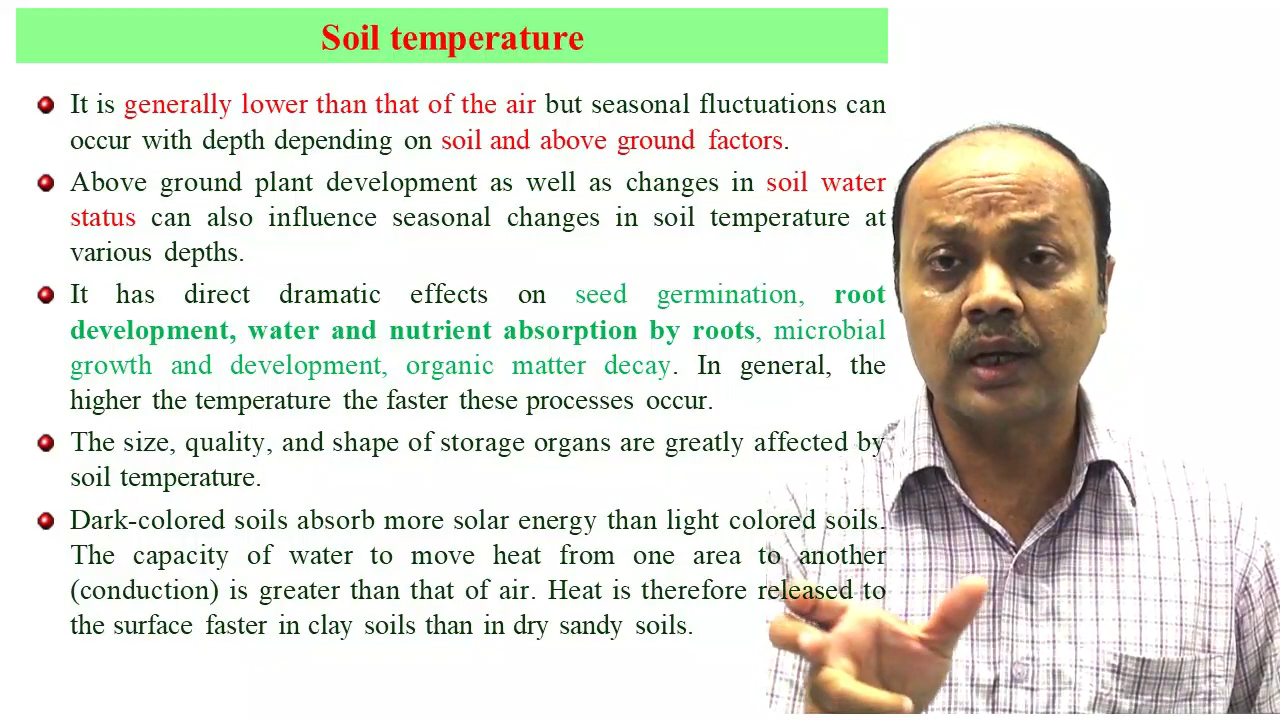 Soil temperature
It is generally lower than that of the air but seasonal fluctuations can
occur with depth depending on soil and above ground factors.
Above ground plant development as well as changes in soil water
status can also influence seasonal changes in soil temperature at
various depths.
It has direct dramatic effects on seed germination, root
development, water and nutrient absorption by roots, microbial
growth and development, organic matter decay. In general, the
higher the temperature the faster these processes occur.
The size, quality, and shape of storage organs are greatly affected by
soil temperature.
Dark-colored soils absorb more solar energy than light colored soils.
The capacity of water to move heat from one area to another
(conduction) is greater than that of air. Heat is therefore released to
the surface faster in clay soils than in dry sandy soils.